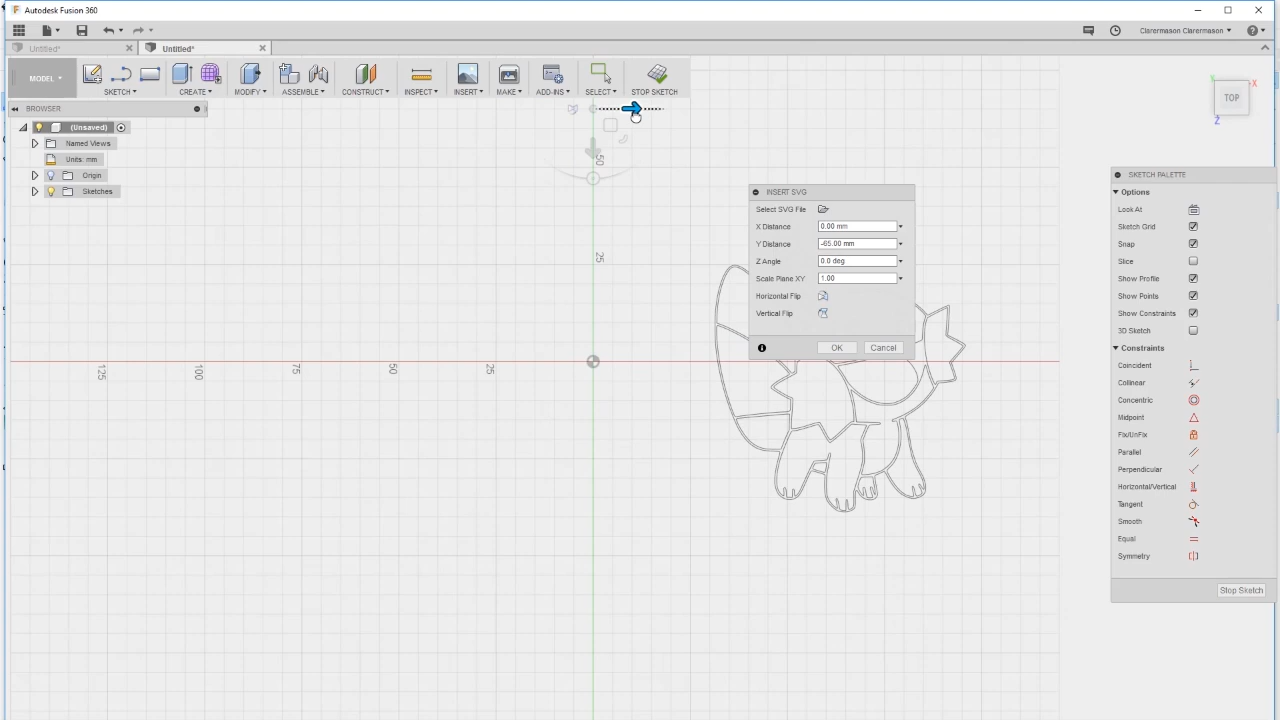 Autodesk Fusion 360
Clarermason Clarermason
Untitled* Untitled*
MODEL SKETCH CREATE MODIFY ASSEMBLE CONSTRUCT INSPECT INSERT MAKE ADD-INS SELECT STOP SKETCH
BROWSER
(Unsaved)
Named Views
Units: mm
Origin
Sketches
TOP
X
Y
Z
50
25
125 100 75 50 25
INSERT SVG
Select SVG File
X Distance 0.00 mm
Y Distance -65.00 mm
Z Angle 0.0 deg
Scale Plane XY 1.00
Horizontal Flip
Vertical Flip
OK Cancel
SKETCH PALETTE
Options
Look At
Sketch Grid
Snap
Slice
Show Profile
Show Points
Show Constraints
3D Sketch
Constraints
Coincident
Collinear
Concentric
Midpoint
Fix/UnFix
Parallel
Perpendicular
Horizontal/Vertical
Tangent
Smooth
Equal
Symmetry
Stop Sketch